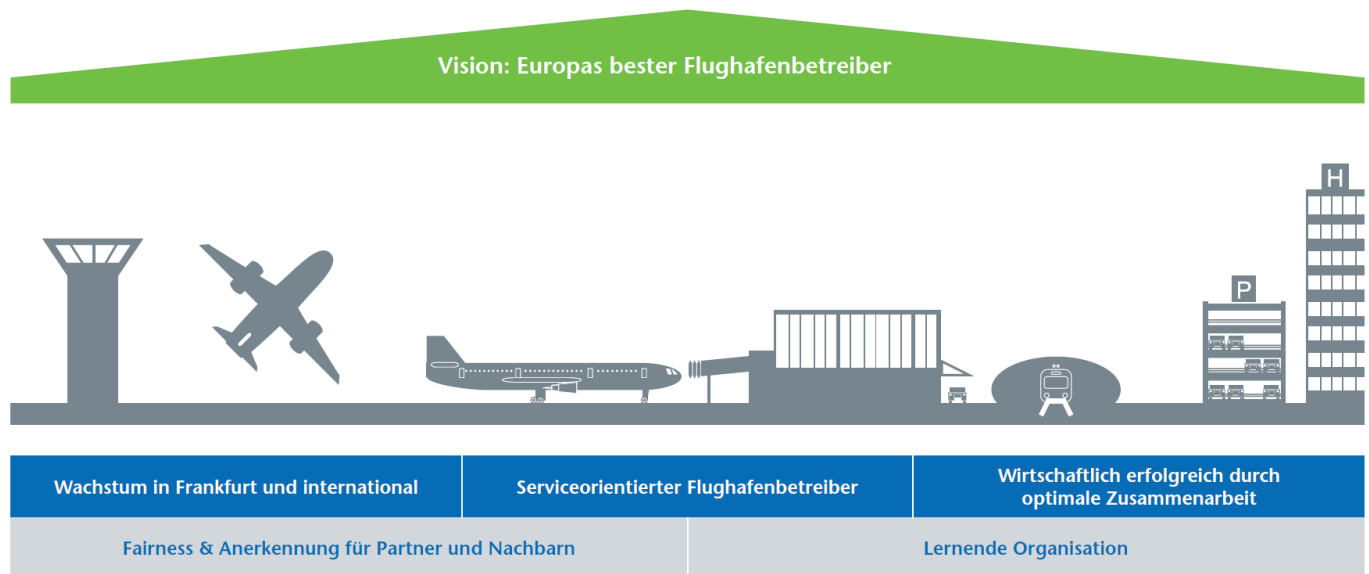 Vision: Europas bester Flughafenbetreiber
H
P
Wachstum in Frankfurt und international
Serviceorientierter Flughafenbetreiber
Wirtschaftlich erfolgreich durch
optimale Zusammenarbeit
Fairness & Anerkennung für Partner und Nachbarn
Lernende Organisation